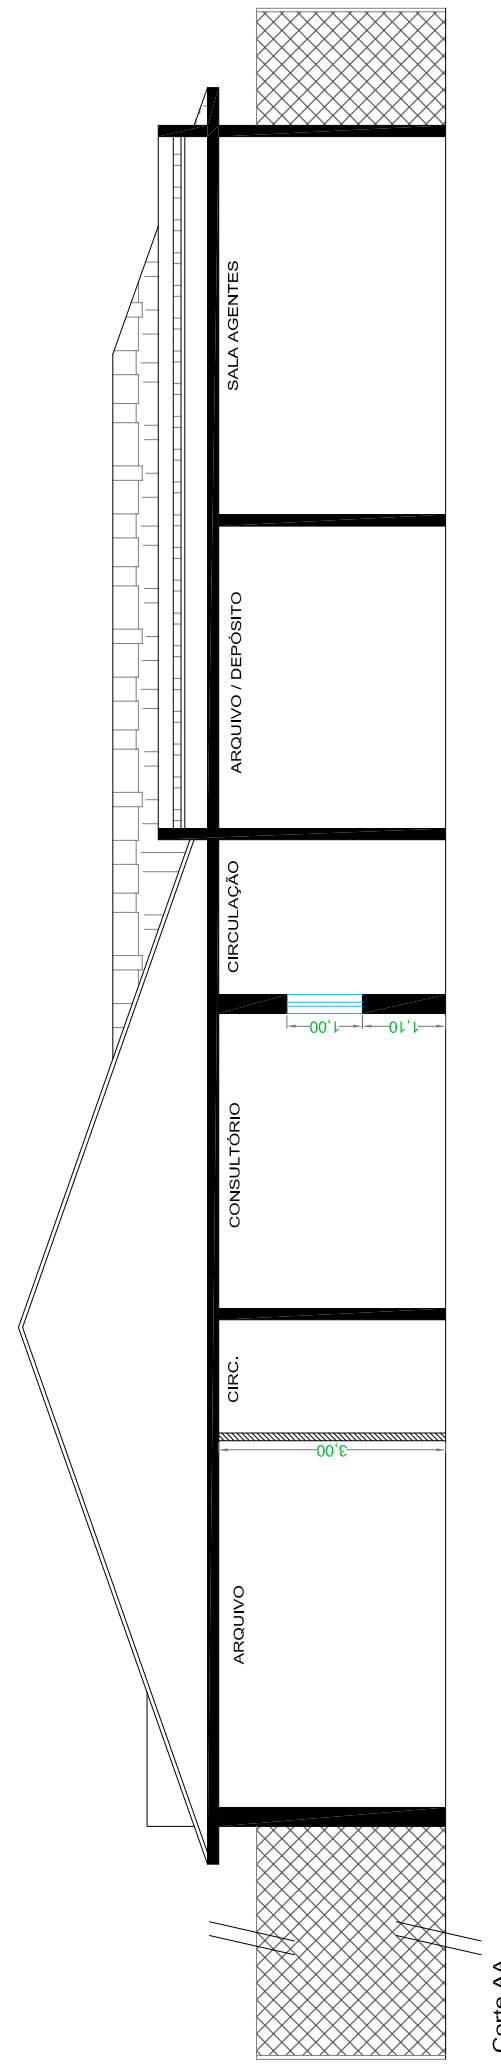 ARQUIVO
3,00
CIRC.
CONSULTÓRIO
1,00
1,10
CIRCULAÇÃO
ARQUIVO / DEPÓSITO
SALA AGENTES
Corte AA